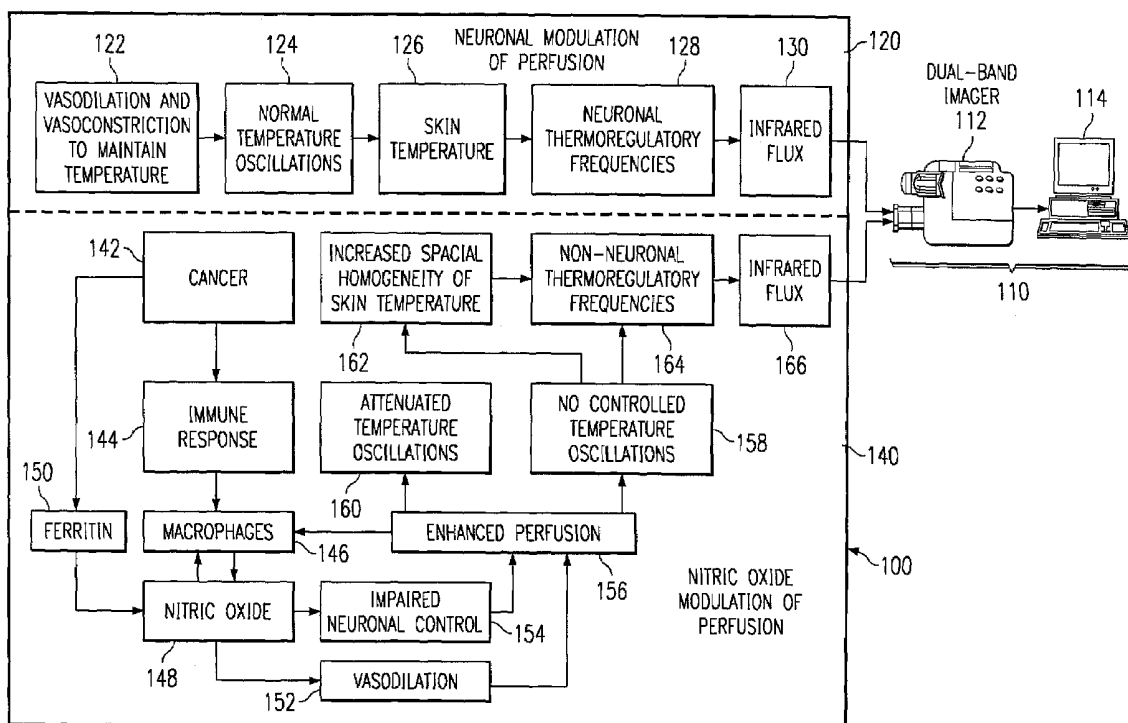 122
124
126
NEURONAL MODULATION
OF PERFUSION
128
130
120
VASODILATION AND
VASOCONSTRICTION
TO MAINTAIN
TEMPERATURE
NORMAL
TEMPERATURE
OSCILLATIONS
SKIN
TEMPERATURE
NEURONAL
THERMOREGULATORY
FREQUENCIES
INFRARED
FLUX
DUAL-BAND
IMAGER
112
114
110
142
CANCER
INCREASED SPACIAL
HOMOGENEITY OF
SKIN TEMPERATURE
NON-NEURONAL
THERMOREGULATORY
FREQUENCIES
INFRARED
FLUX
162
164
166
144
IMMUNE
RESPONSE
ATTENUATED
TEMPERATURE
OSCILLATIONS
NO CONTROLLED
TEMPERATURE
OSCILLATIONS
158
140
150
160
FERRITIN
MACROPHAGES
146
ENHANCED PERFUSION
156
100
NITRIC OXIDE
148
IMPAIRED
NEURONAL CONTROL
154
NITRIC OXIDE
MODULATION OF
PERFUSION
152
VASODILATION